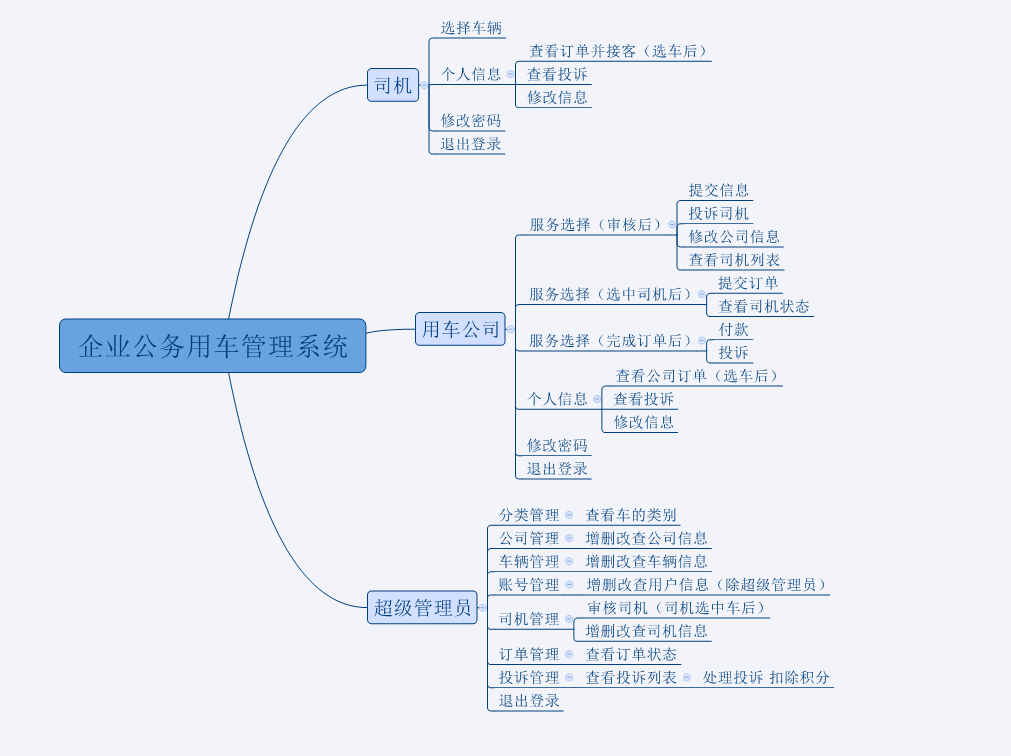 企业公务用车管理系统
司机
选择车辆
个人信息
查看订单并接客（选车后）
查看投诉
修改信息
修改密码
退出登录
用车公司
服务选择（审核后）
提交信息
投诉司机
修改公司信息
查看司机列表
服务选择（选中司机后）
提交订单
查看司机状态
服务选择（完成订单后）
付款
投诉
个人信息
查看公司订单（选车后）
查看投诉
修改信息
修改密码
退出登录
超级管理员
分类管理
查看车的类别
公司管理
增删改查公司信息
车辆管理
增删改查车辆信息
账号管理
增删改查用户信息（除超级管理员）
司机管理
审核司机（司机选中车后）
增删改查司机信息
订单管理
查看订单状态
投诉管理
查看投诉列表
处理投诉 扣除积分
退出登录